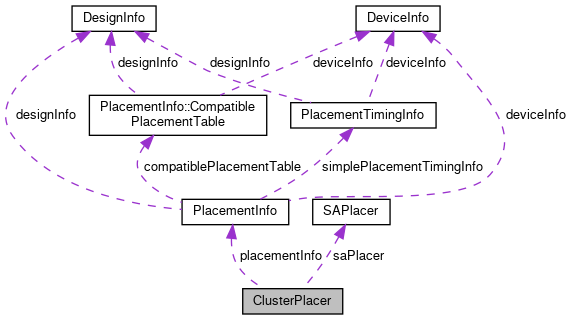 DesignInfo
DeviceInfo
designInfo
designInfo
deviceInfo
deviceInfo
PlacementInfo::Compatible
PlacementTable
PlacementTimingInfo
designInfo
deviceInfo
compatiblePlacementTable
simplePlacementTimingInfo
PlacementInfo
SAPlacer
placementInfo
saPlacer
ClusterPlacer